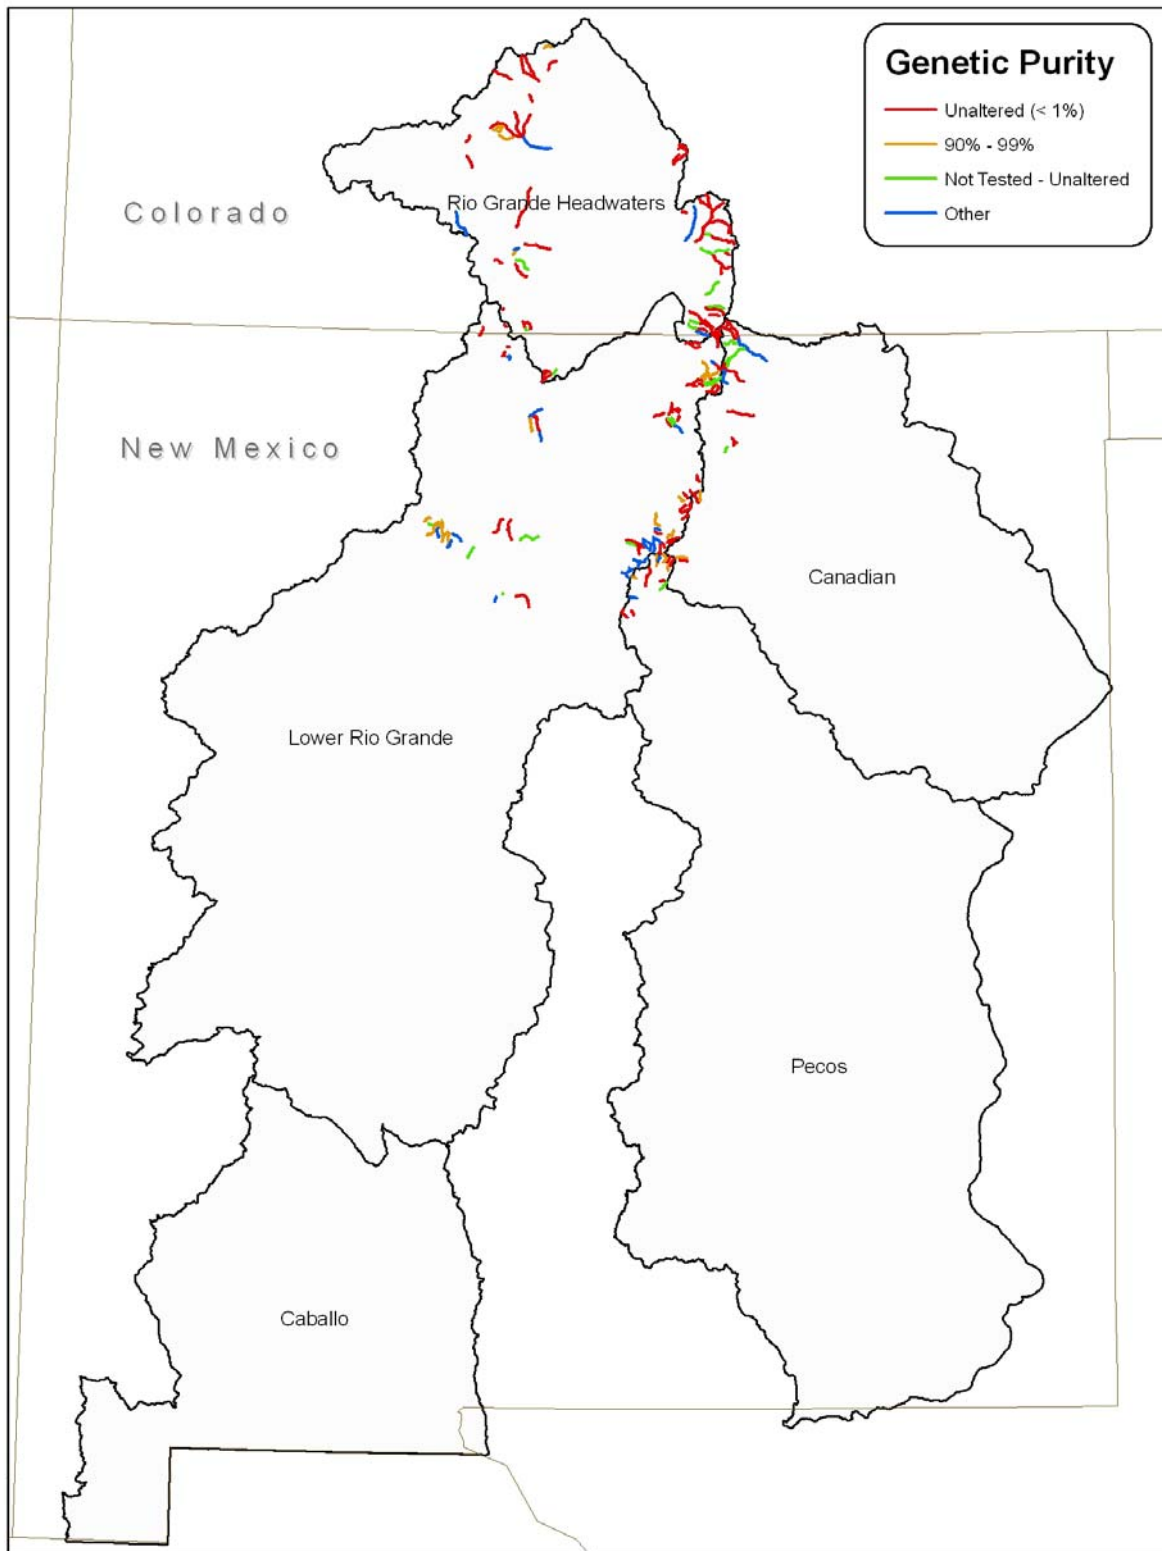 Genetic Purity
Unaltered (< 1%)
90% - 99%
Not Tested - Unaltered
Other
Colorado
Rio Grande Headwaters
New Mexico
Canadian
Lower Rio Grande
Pecos
Caballo